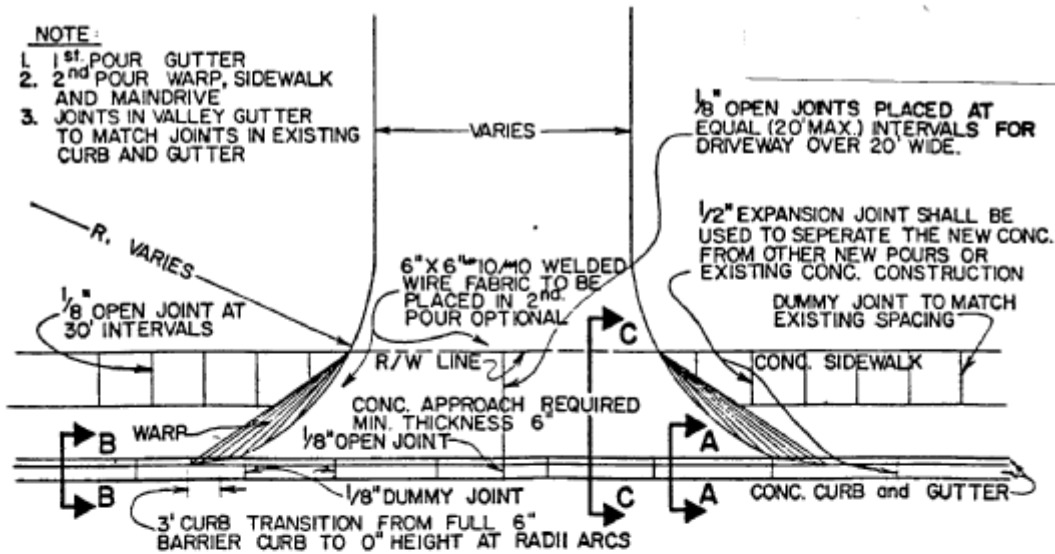 NOTE:
1. 1st. POUR GUTTER
2. 2nd POUR WARP, SIDEWALK
AND MAINDRIVE
3. JOINTS IN VALLEY GUTTER
TO MATCH JOINTS IN EXISTING
CURB AND GUTTER
VARIES
1/8" OPEN JOINTS PLACED AT
EQUAL (20' MAX.) INTERVALS FOR
DRIVEWAY OVER 20' WIDE.
R. VARIES
1/2" EXPANSION JOINT SHALL BE
USED TO SEPERATE THE NEW CONC.
FROM OTHER NEW POURS OR
EXISTING CONC. CONSTRUCTION
6" X 6" 10/10 WELDED
WIRE FABRIC TO BE
PLACED IN 2nd.
POUR OPTIONAL
1/8" OPEN JOINT AT
30' INTERVALS
DUMMY JOINT TO MATCH
EXISTING SPACING
C
R/W LINE
CONC. SIDEWALK
CONC. APPROACH REQUIRED
MIN. THICKNESS 6"
WARP
1/8" OPEN JOINT
B
A
B
1/8" DUMMY JOINT
C
A
CONC. CURB and GUTTER
3' CURB TRANSITION FROM FULL 6"
BARRIER CURB TO 0" HEIGHT AT RADII ARCS